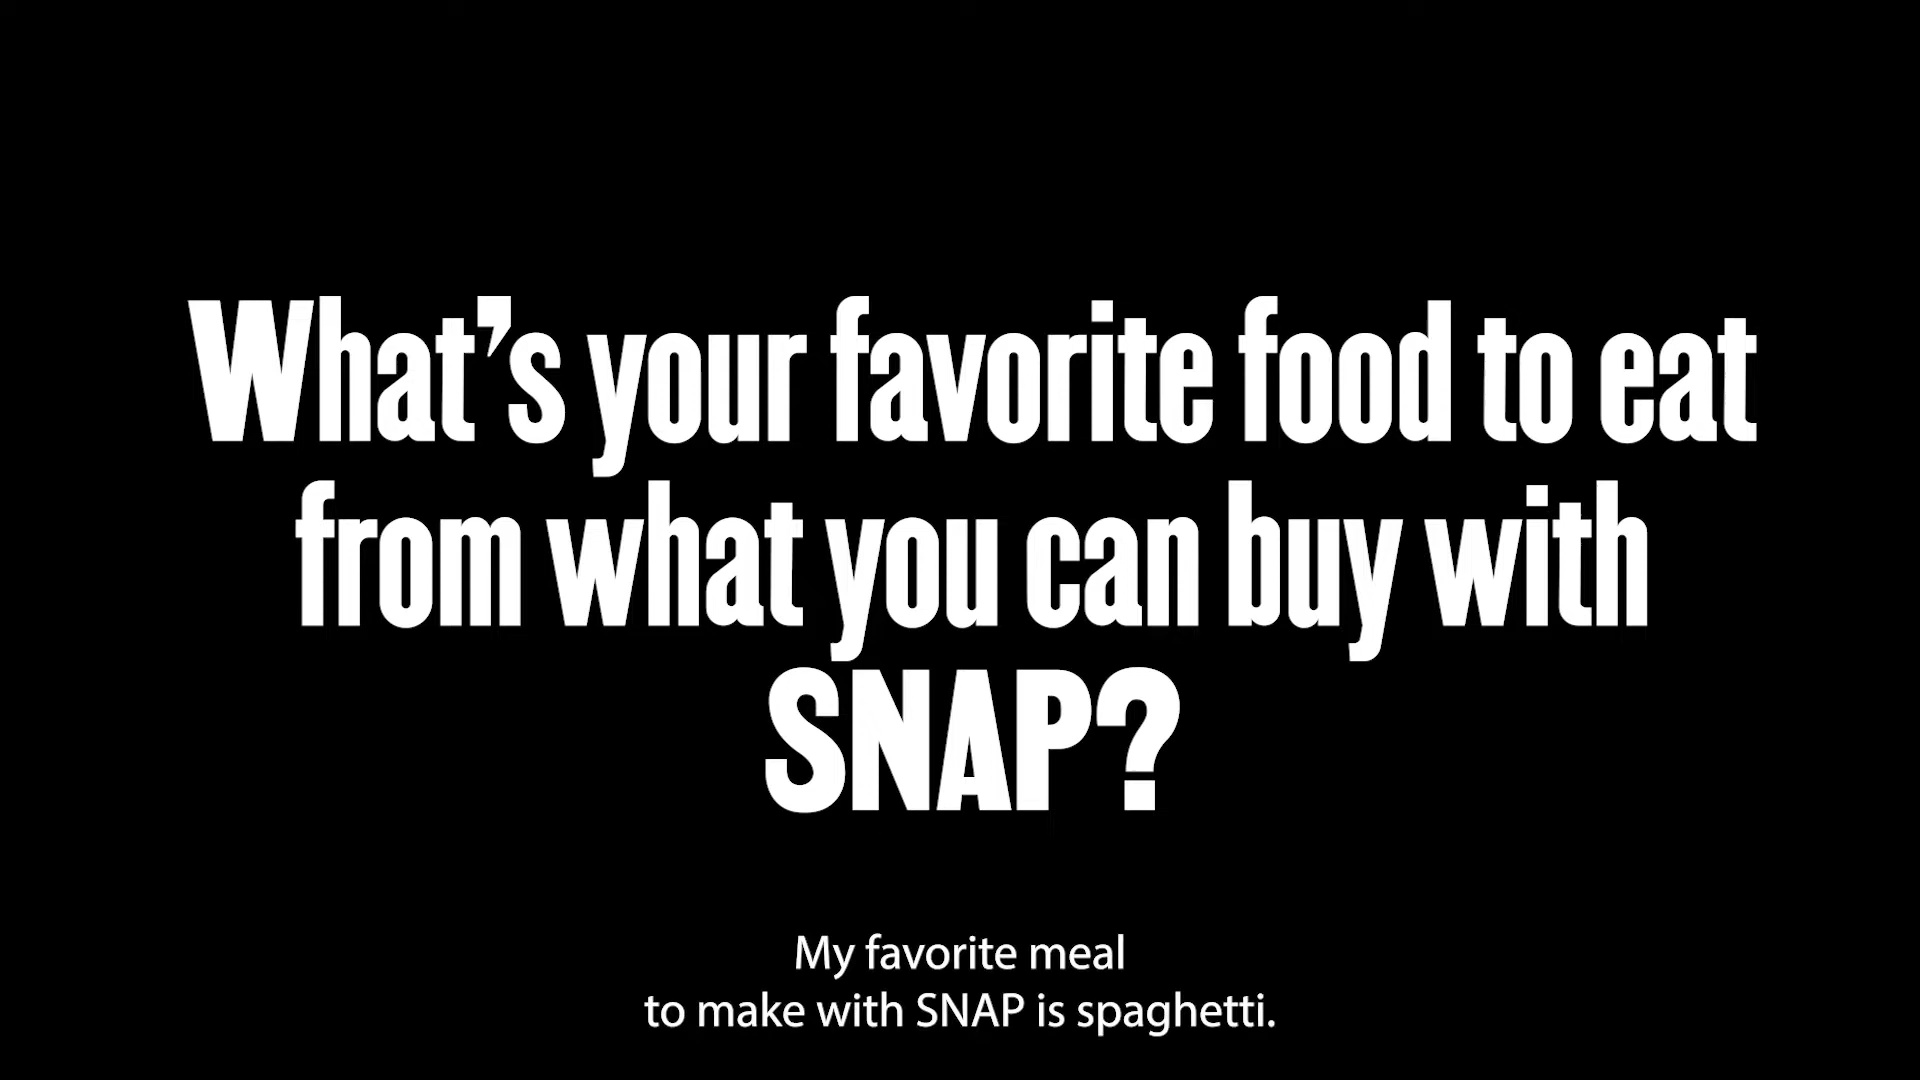 What’s your favorite food to eat
from what you can buy with
SNAP?
My favorite meal
to make with SNAP is spaghetti.